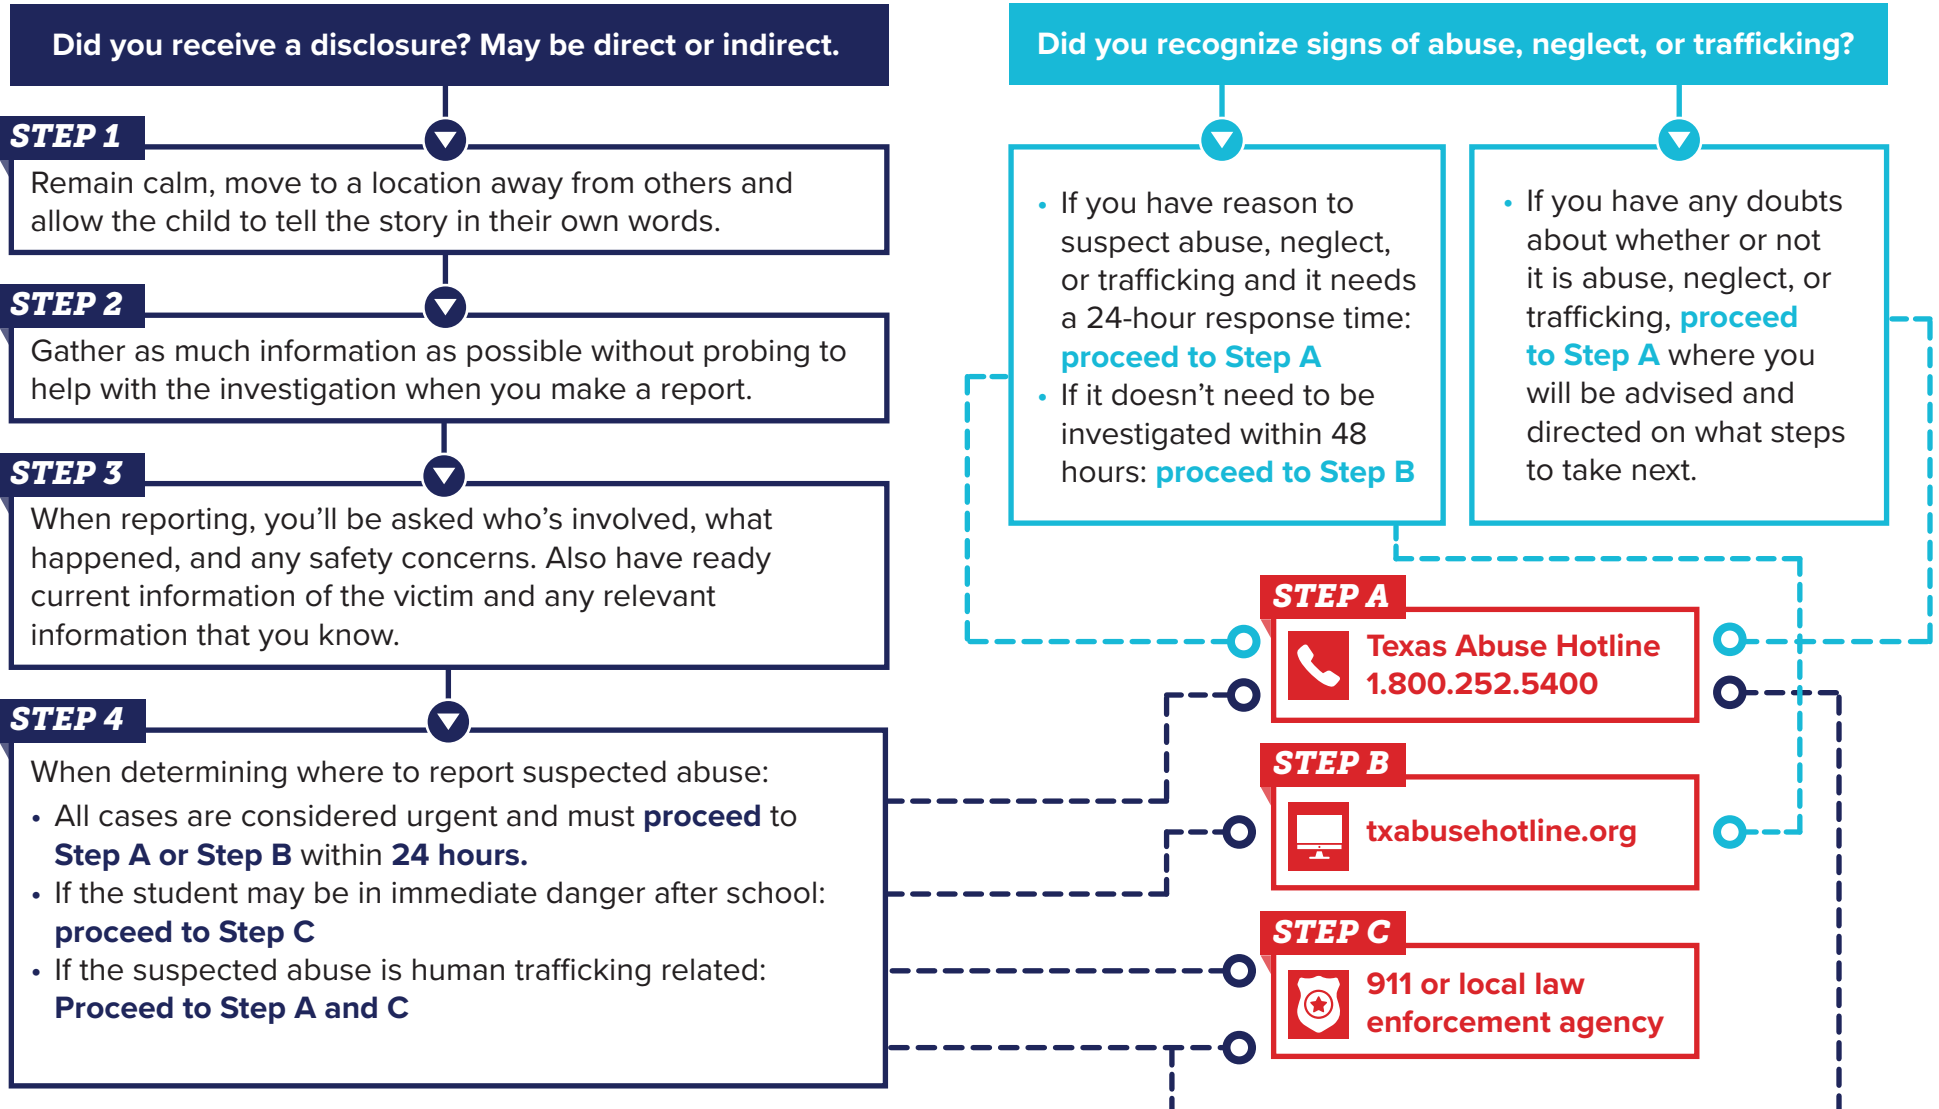 Did you receive a disclosure? May be direct or indirect.
STEP 1
Remain calm, move to a location away from others and
allow the child to tell the story in their own words.
STEP 2
Gather as much information as possible without probing to
help with the investigation when you make a report.
STEP 3
When reporting, you’ll be asked who’s involved, what
happened, and any safety concerns. Also have ready
current information of the victim and any relevant
information that you know.
STEP 4
When determining where to report suspected abuse:
• All cases are considered urgent and must proceed to
Step A or Step B within 24 hours.
• If the student may be in immediate danger after school:
proceed to Step C
• If the suspected abuse is human trafficking related:
Proceed to Step A and C
Did you recognize signs of abuse, neglect, or trafficking?
• If you have reason to
suspect abuse, neglect,
or trafficking and it needs
a 24-hour response time:
proceed to Step A
• If it doesn’t need to be
investigated within 48
hours: proceed to Step B
• If you have any doubts
about whether or not
it is abuse, neglect, or
trafficking, proceed
to Step A where you
will be advised and
directed on what steps
to take next.
STEP A
Texas Abuse Hotline
1.800.252.5400
STEP B
txabusehotline.org
STEP C
911 or local law
enforcement agency